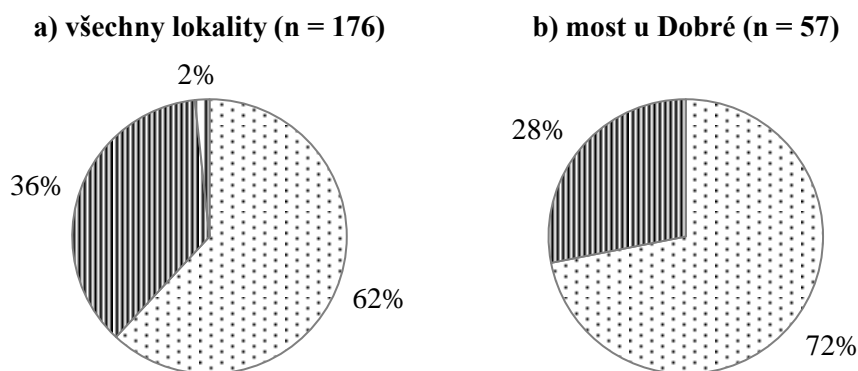 a) všechny lokality (n = 176)
2%
36%
62%
b) most u Dobré (n = 57)
28%
72%